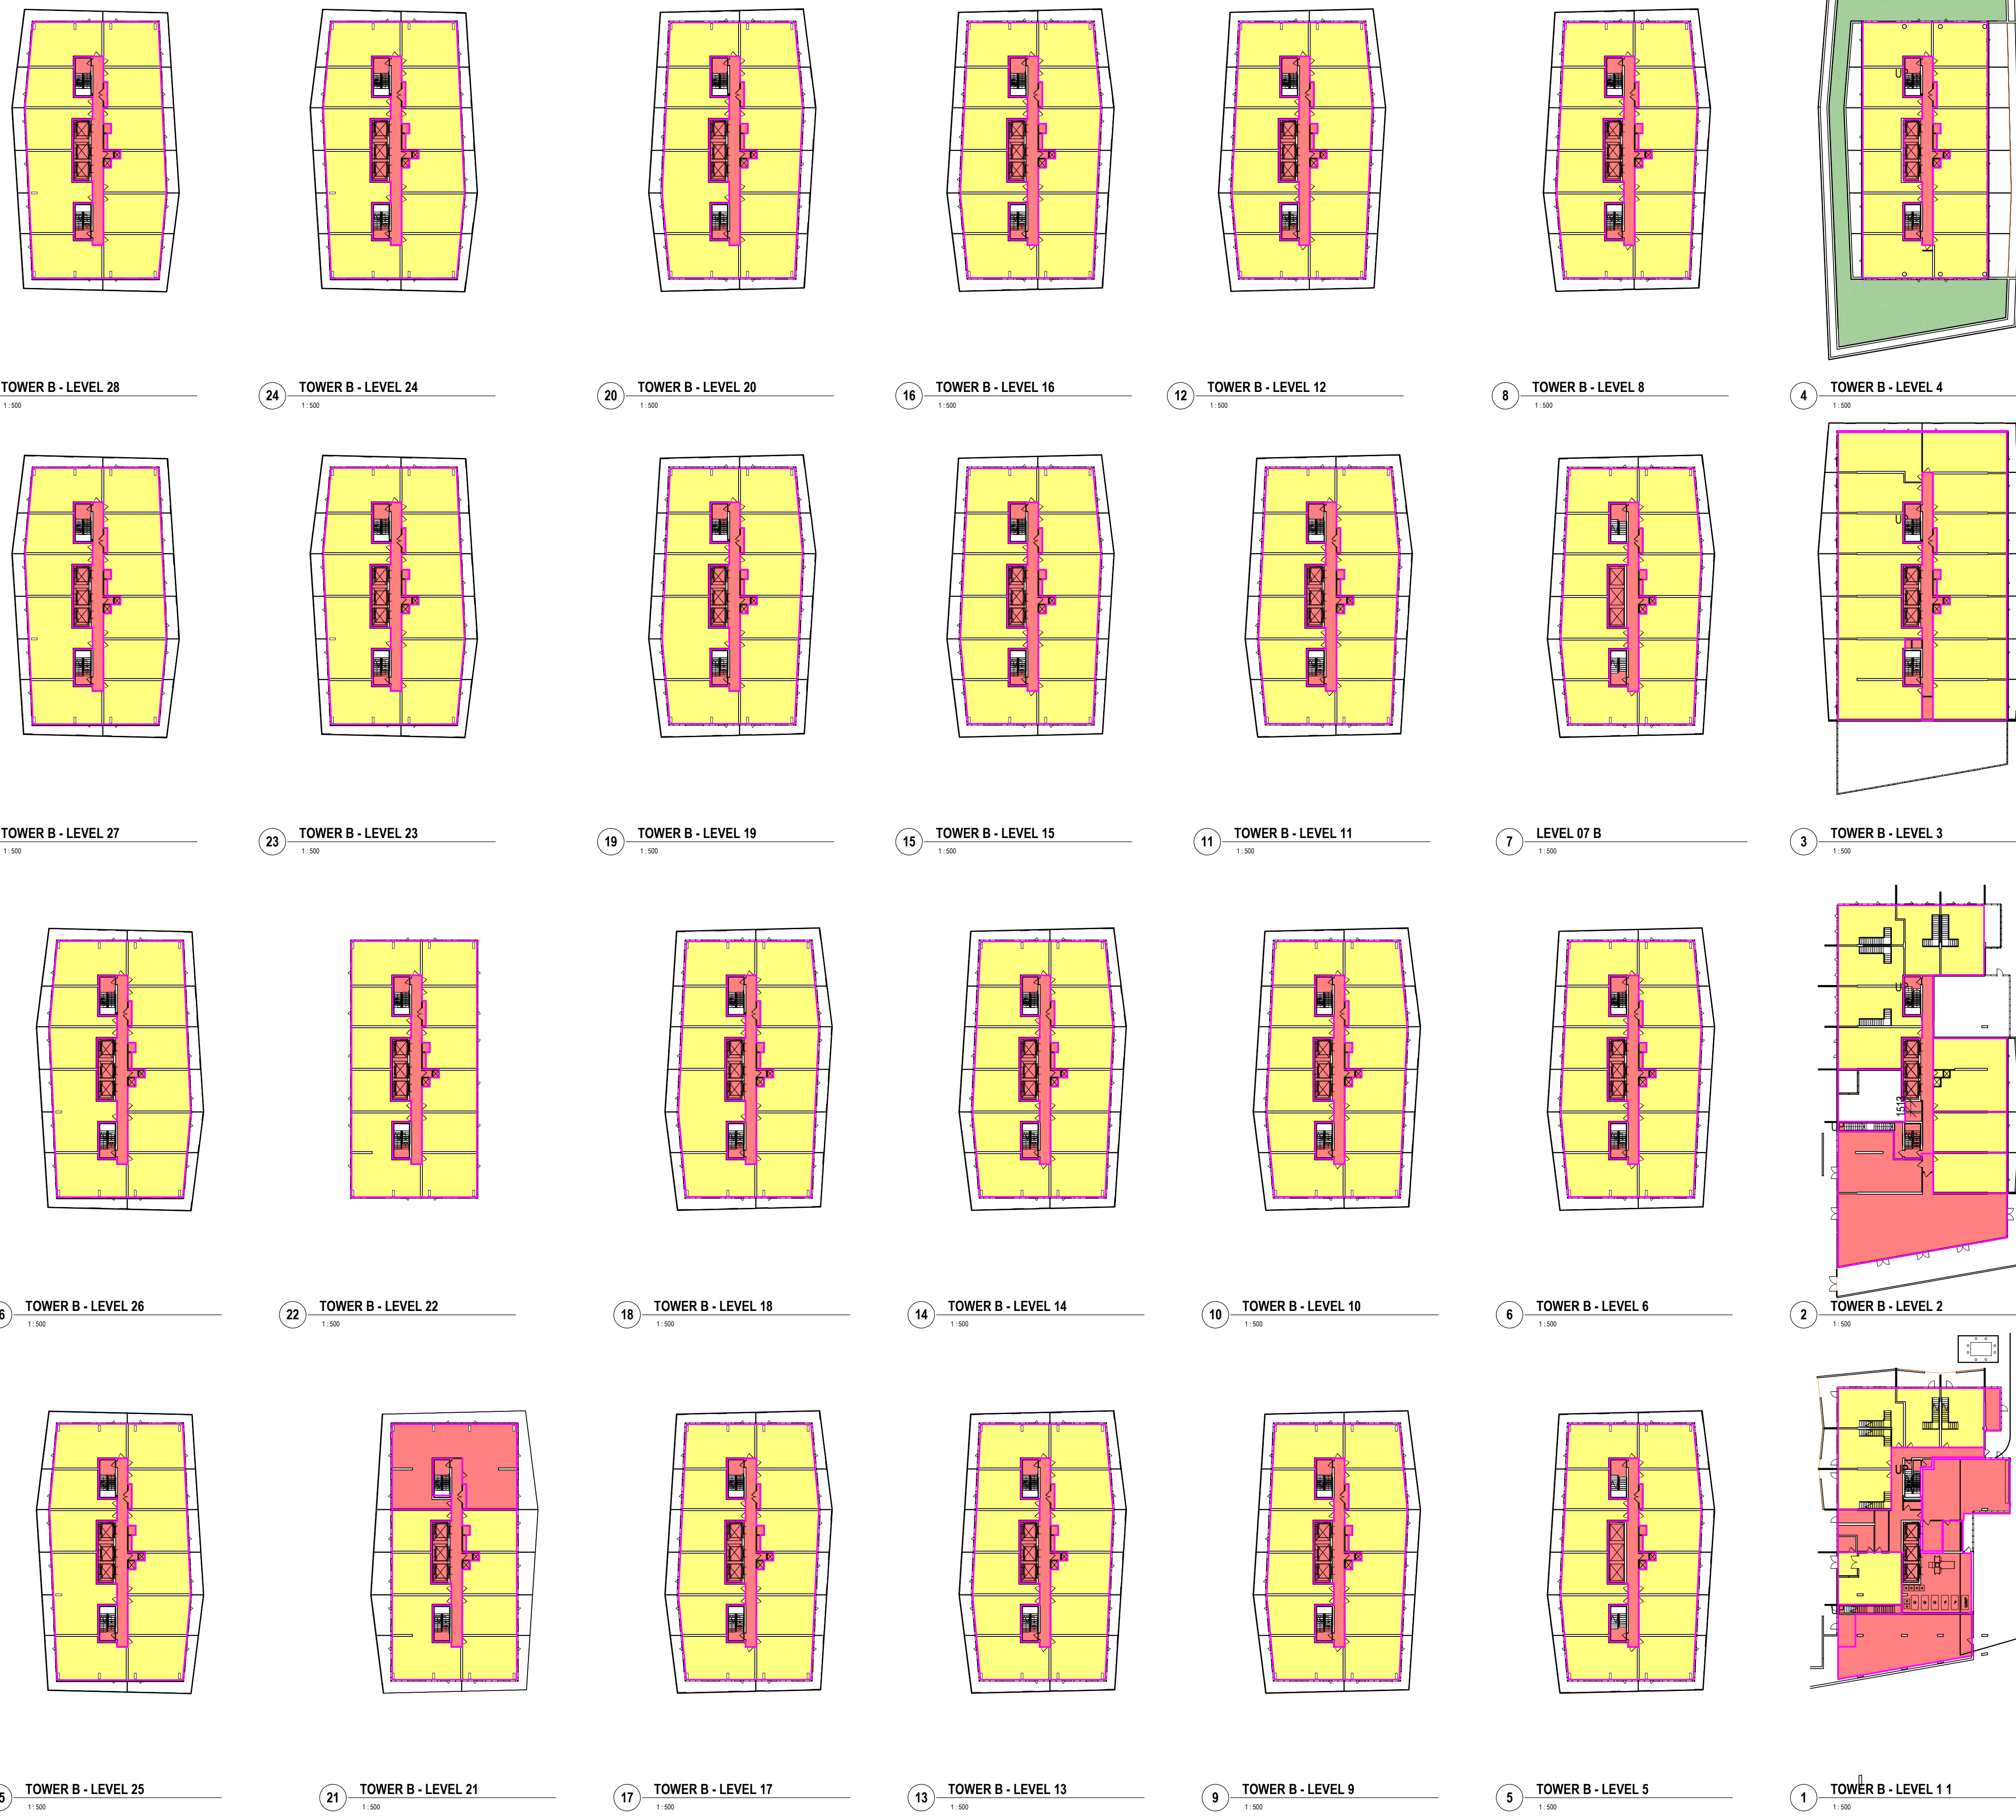 UP
TOWER B - LEVEL 28
1 : 500
24 TOWER B - LEVEL 24
1 : 500
20 TOWER B - LEVEL 20
1 : 500
16 TOWER B - LEVEL 16
1 : 500
12 TOWER B - LEVEL 12
1 : 500
8 TOWER B - LEVEL 8
1 : 500
4 TOWER B - LEVEL 4
1 : 500
UP
TOWER B - LEVEL 27
1 : 500
23 TOWER B - LEVEL 23
1 : 500
19 TOWER B - LEVEL 19
1 : 500
15 TOWER B - LEVEL 15
1 : 500
11 TOWER B - LEVEL 11
1 : 500
7 LEVEL 07 B
1 : 500
3 TOWER B - LEVEL 3
1 : 500
UP
1513
6 TOWER B - LEVEL 26
1 : 500
22 TOWER B - LEVEL 22
1 : 500
18 TOWER B - LEVEL 18
1 : 500
14 TOWER B - LEVEL 14
1 : 500
10 TOWER B - LEVEL 10
1 : 500
6 TOWER B - LEVEL 6
1 : 500
2 TOWER B - LEVEL 2
1 : 500
UP
5 TOWER B - LEVEL 25
1 : 500
21 TOWER B - LEVEL 21
1 : 500
17 TOWER B - LEVEL 17
1 : 500
13 TOWER B - LEVEL 13
1 : 500
9 TOWER B - LEVEL 9
1 : 500
5 TOWER B - LEVEL 5
1 : 500
1 TOWER B - LEVEL 1 1
1 : 500